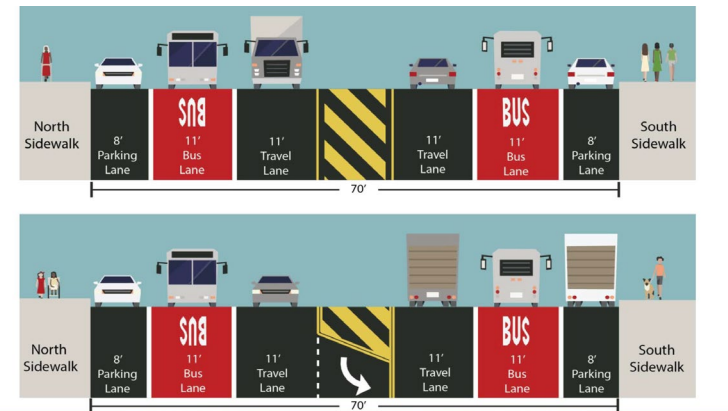 North
Sidewalk
8'
Parking
Lane
BUS
11'
Bus
Lane
11'
Travel
Lane
11'
Travel
Lane
BUS
11'
Bus
Lane
8'
Parking
Lane
South
Sidewalk
70'
North
Sidewalk
8'
Parking
Lane
BUS
11'
Bus
Lane
11'
Travel
Lane
11'
Travel
Lane
BUS
11'
Bus
Lane
8'
Parking
Lane
South
Sidewalk
70'